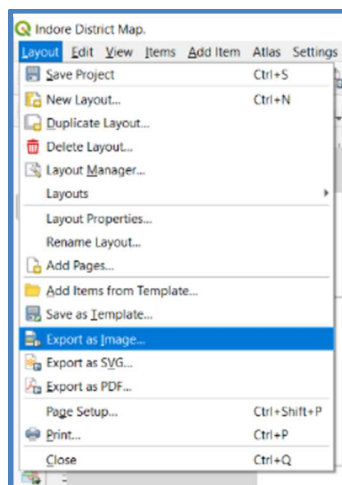 Indore District Map.
Layout Edit View Items Add Item Atlas Settings
Save Project Ctrl+S
New Layout... Ctrl+N
Duplicate Layout...
Delete Layout...
Layout Manager...
Layouts
Layout Properties...
Rename Layout...
Add Pages...
Add Items from Template...
Save as Template...
Export as Image...
Export as SVG...
Export as PDF...
Page Setup... Ctrl+Shift+P
Print... Ctrl+P
Close Ctrl+Q